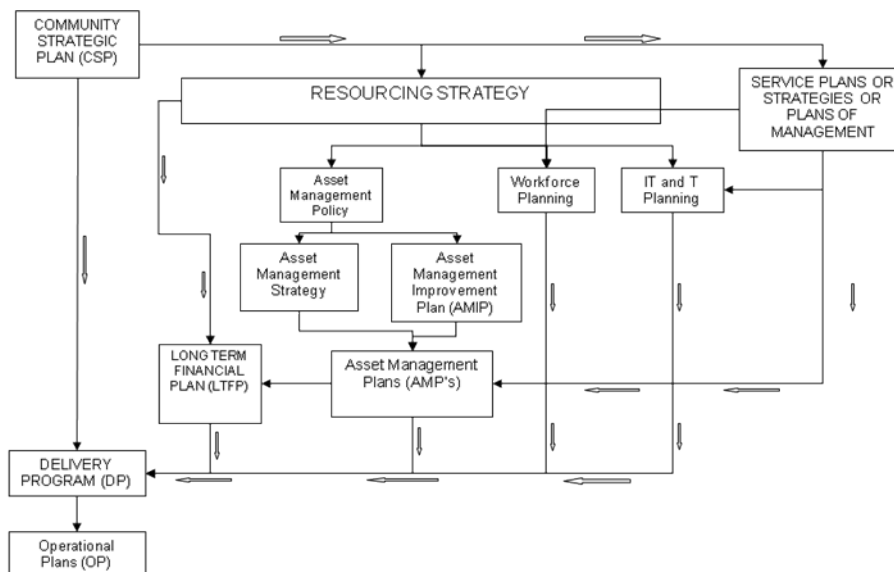 COMMUNITY
STRATEGIC
PLAN (CSP)
RESOURCING STRATEGY
SERVICE PLANS OR
STRATEGIES OR
PLANS OF
MANAGEMENT
Asset
Management
Policy
Workforce
Planning
IT and T
Planning
Asset
Management
Strategy
Asset
Management
Improvement
Plan (AMIP)
LONG TERM
FINANCIAL
PLAN (LTFP)
Asset Management
Plans (AMP's)
DELIVERY
PROGRAM (DP)
Operational
Plans (OP)